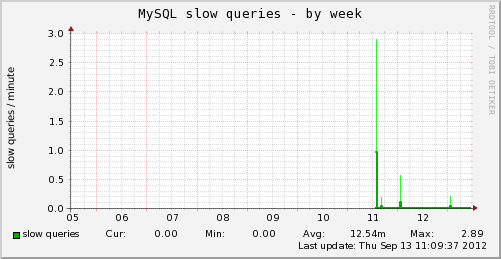 MySQL slow queries - by week
RRDTOOL / TOBI OETIKER
slow queries / minute
3.0
2.5
2.0
1.5
1.0
0.5
0.0
05 06 07 08 09 10 11 12
slow queries Cur: 0.00 Min: 0.00 Avg: 12.54m Max: 2.89
Last update: Thu Sep 13 11:09:37 2012